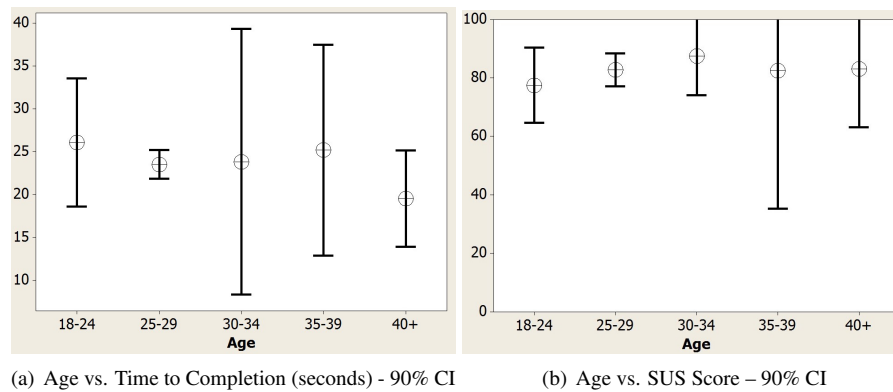 40
35
30
25
20
15
10
18-24 25-29 30-34 35-39 40+
Age
100
80
60
40
20
0
18-24 25-29 30-34 35-39 40+
Age
(a) Age vs. Time to Completion (seconds) - 90% CI
(b) Age vs. SUS Score – 90% CI